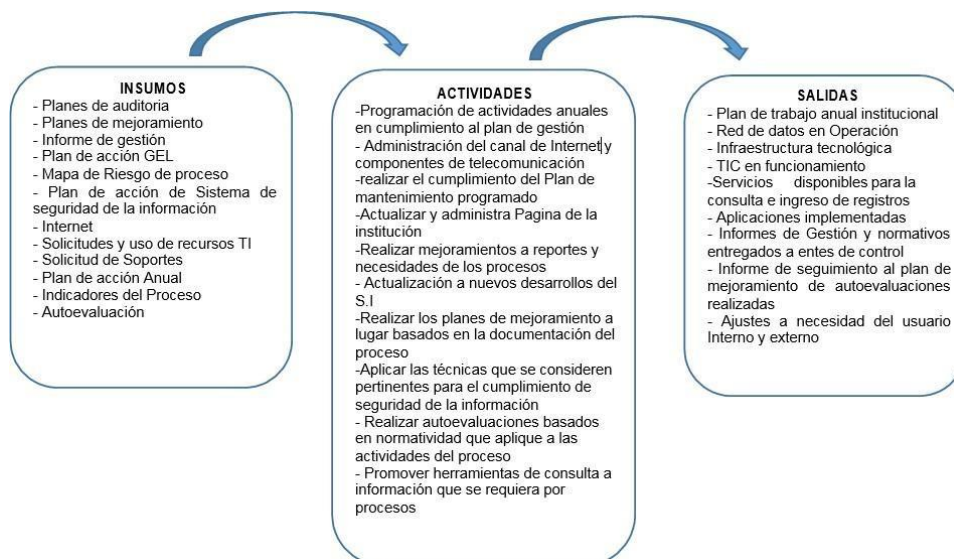 INSUMOS
- Planes de auditoria
- Planes de mejoramiento
- Informe de gestión
- Plan de acción GEL
- Mapa de Riesgo de proceso
- Plan de acción de Sistema de
seguridad de la información
- Internet
- Solicitudes y uso de recursos TI
- Solicitud de Soportes
- Plan de acción Anual
- Indicadores del Proceso
- Autoevaluación
ACTIVIDADES
-Programación de actividades anuales
en cumplimiento al plan de gestión
- Administración del canal de Internet y
componentes de telecomunicación
-realizar el cumplimiento del Plan de
mantenimiento programado
-Actualizar y administra Pagina de la
institución
-Realizar mejoramientos a reportes y
necesidades de los procesos
- Actualización a nuevos desarrollos del
S.I
-Realizar los planes de mejoramiento a
lugar basados en la documentación del
proceso
-Aplicar las técnicas que se consideren
pertinentes para el cumplimiento de
seguridad de la información
- Realizar autoevaluaciones basados
en normatividad que aplique a las
actividades del proceso
- Promover herramientas de consulta a
información que se requiera por
procesos
SALIDAS
- Plan de trabajo anual institucional
- Red de datos en Operación
- Infraestructura tecnológica
- TIC en funcionamiento
-Servicios disponibles para la
consulta e ingreso de registros
- Aplicaciones implementadas
- Informes de Gestión y normativos
entregados a entes de control
- Informe de seguimiento al plan de
mejoramiento de autoevaluaciones
realizadas
- Ajustes a necesidad del usuario
Interno y externo